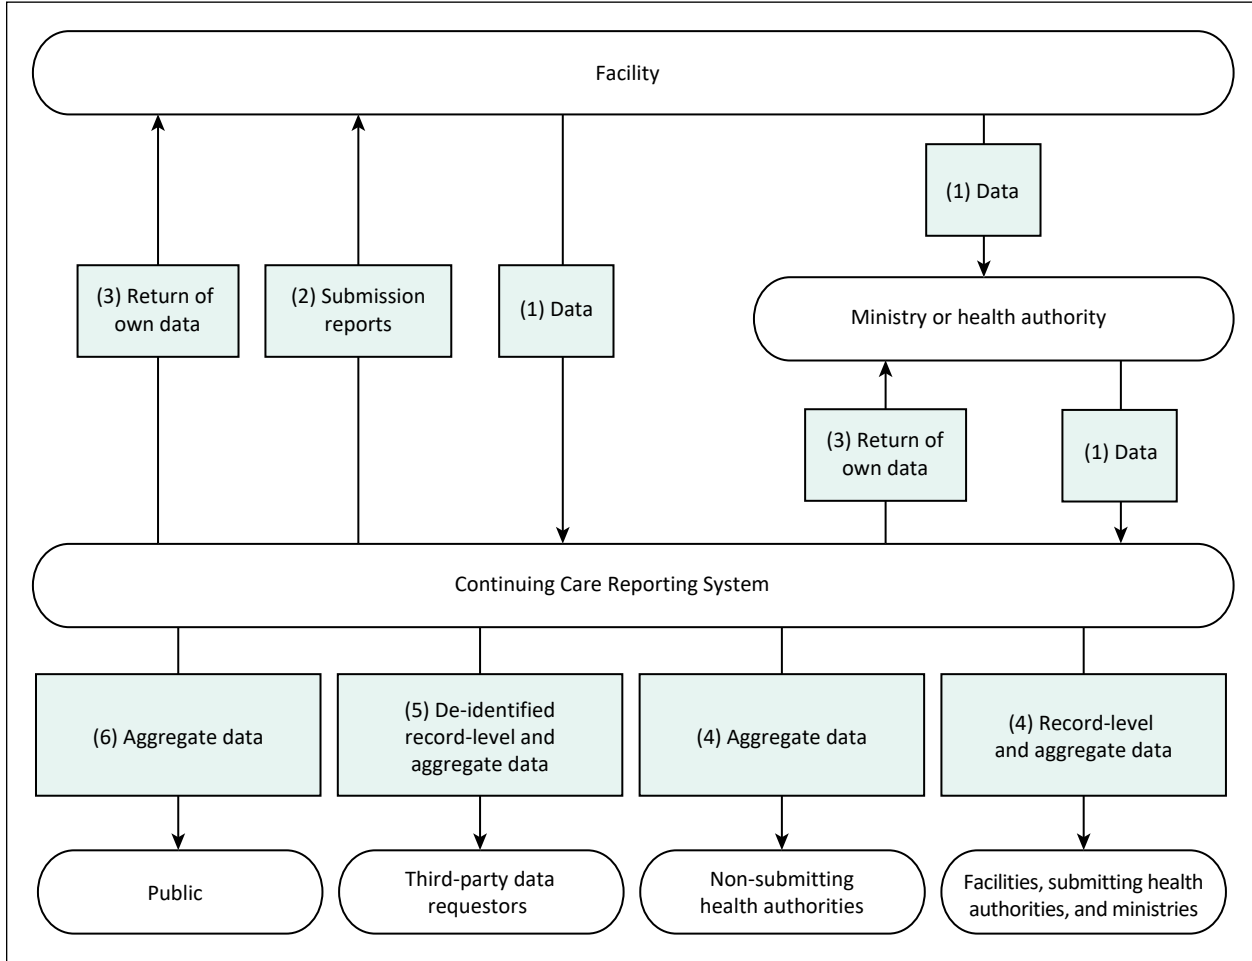 Facility
(1) Data
(3) Return of
own data
(2) Submission
reports
(1) Data
Ministry or health authority
(3) Return of
own data
(1) Data
Continuing Care Reporting System
(6) Aggregate data
(5) De-identified
record-level and
aggregate data
(4) Aggregate data
(4) Record-level
and aggregate data
Public
Third-party data
requestors
Non-submitting
health authorities
Facilities, submitting health
authorities, and ministries